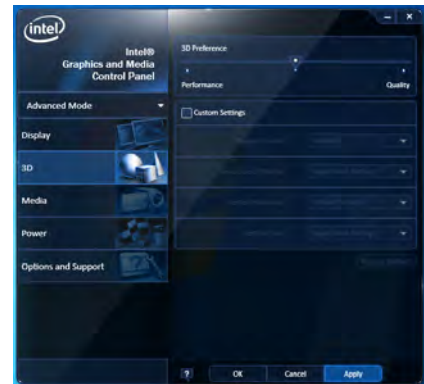 intel
Intel®
Graphics and Media
Control Panel
Advanced Mode
Display
3D
Media
Power
Options and Support
3D Preference
Performance
Quality
Custom Settings
?
OK
Cancel
Apply